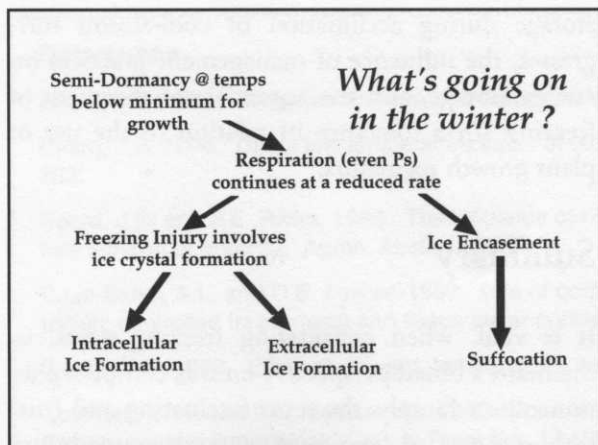 Semi-Dormancy @ temps
below minimum for
growth
What's going on
in the winter ?
Respiration (even Ps)
continues at a reduced rate
Freezing Injury involves
ice crystal formation
Ice Encasement
Intracellular
Ice Formation
Extracellular
Ice Formation
Suffocation